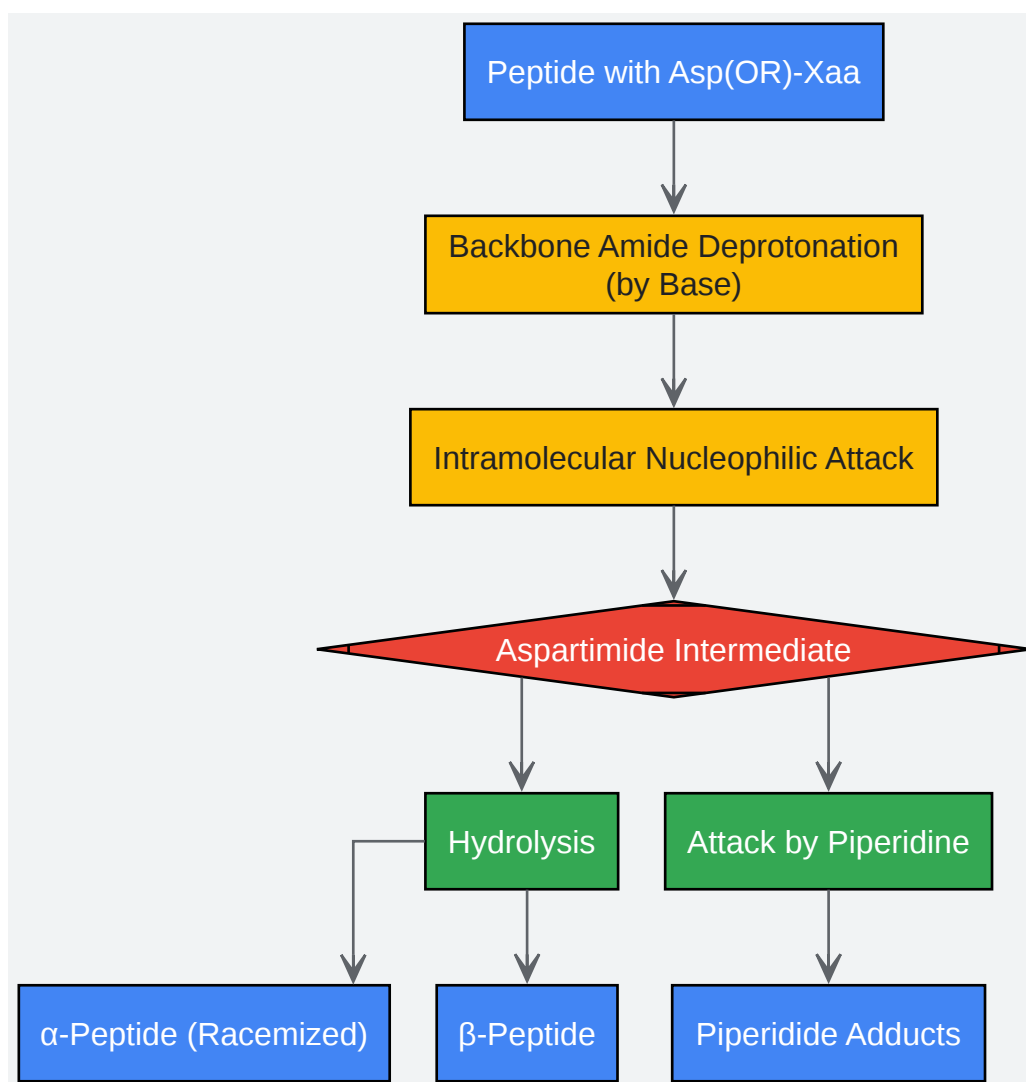 Peptide with Asp(OR)-Xaa
Backbone Amide Deprotonation
(by Base)
Intramolecular Nucleophilic Attack
Aspartimide Intermediate
Hydrolysis
Attack by Piperidine
α-Peptide (Racemized)
β-Peptide
Piperidide Adducts